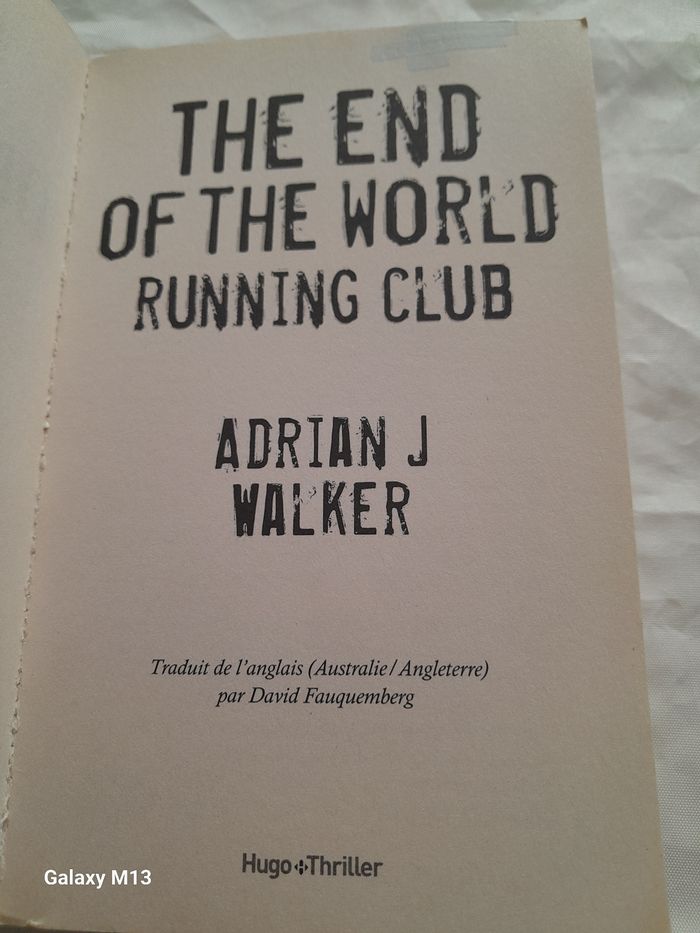 THE END
OF THE WORLD
RUNNING CLUB
ADRIAN J
WALKER
Traduit de l'anglais (Australie/Angleterre)
par David Fauquemberg
Hugo Thriller
Galaxy M13